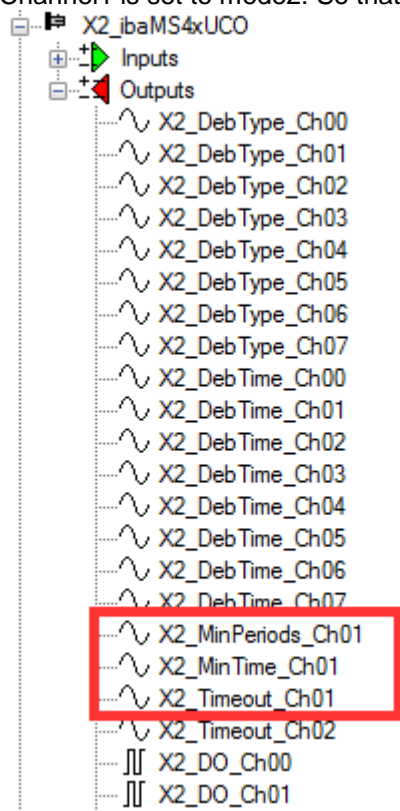 Channel1 is set to mode2. So that
X2_ibaMS4xUCO
Inputs
Outputs
X2_DebType_Ch00
X2_DebType_Ch01
X2_DebType_Ch02
X2_DebType_Ch03
X2_DebType_Ch04
X2_DebType_Ch05
X2_DebType_Ch06
X2_DebType_Ch07
X2_DebTime_Ch00
X2_DebTime_Ch01
X2_DebTime_Ch02
X2_DebTime_Ch03
X2_DebTime_Ch04
X2_DebTime_Ch05
X2_DebTime_Ch06
X2_DebTime_Ch07
X2_MinPeriods_Ch01
X2_MinTime_Ch01
X2_Timeout_Ch01
X2_Timeout_Ch02
X2_DO_Ch00
X2_DO_Ch01